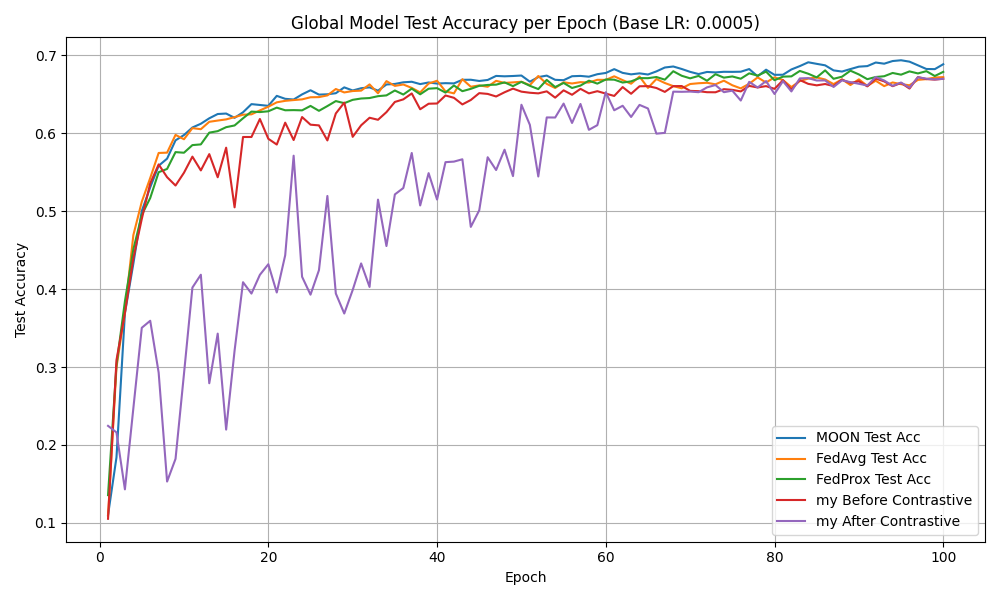 Global Model Test Accuracy per Epoch (Base LR: 0.0005)
0.7
0.6
0.5
0.4
0.3
0.2
0.1
Test Accuracy
0 20 40 60 80 100
Epoch
MOON Test Acc
FedAvg Test Acc
FedProx Test Acc
my Before Contrastive
my After Contrastive